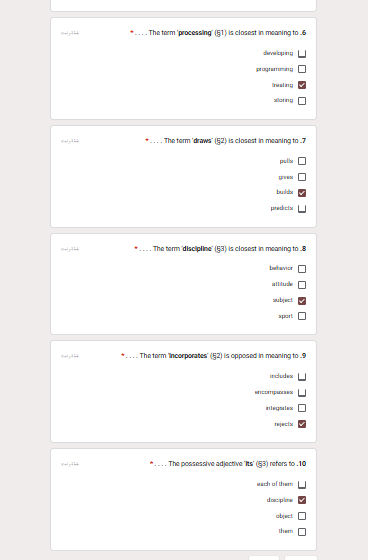 * . . . . The term 'processing' (§1) is closest in meaning to .6
developing
programming
treating
storing
* . . . . The term 'draws' (§2) is closest in meaning to .7
pulls
gives
builds
predicts
* . . . . The term 'discipline' (§3) is closest in meaning to .8
behavior
attitude
subject
sport
* . . . . The term 'incorporates' (§2) is opposed in meaning to .9
includes
encompasses
integrates
rejects
* . . . . The possessive adjective 'its' (§3) refers to .10
each of them
discipline
object
them